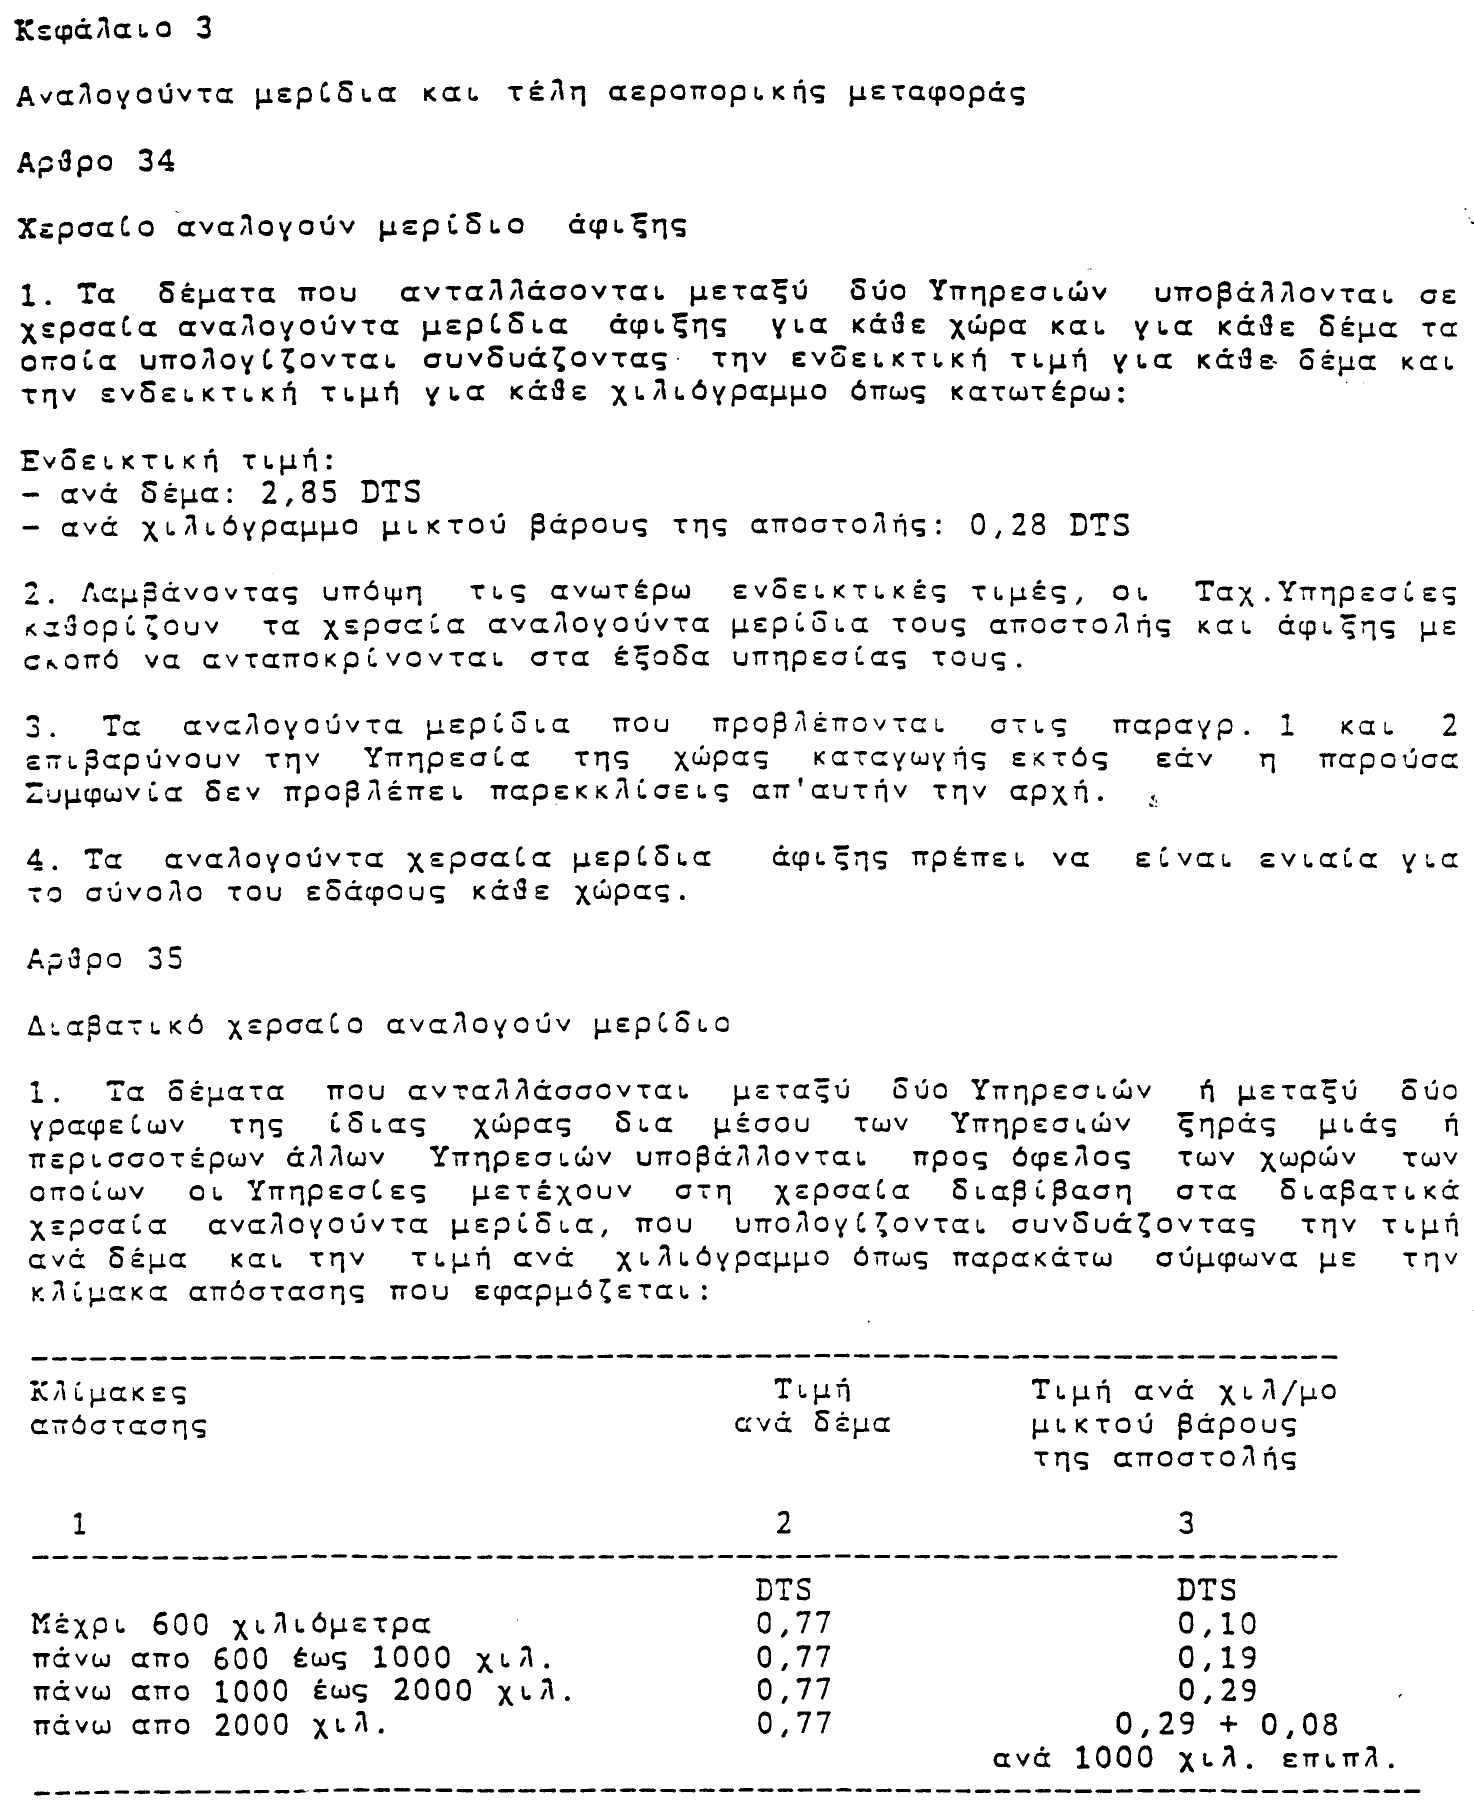 Κεφάλαιο 3
Αναλογούντα μερίδια και τέλη αεροπορικής μεταφοράς
Αρθρο 34
Χερσαίο αναλογούν μερίδιο άφιξης
1. Τα δέματα που ανταλλάσονται μεταξύ δύο Υπηρεσιών υποβάλλονται σε
χερσαία αναλογούντα μερίδια άφιξης για κάθε χώρα και για κάθε δέμα τα
οποία υπολογίζονται συνδυάζοντας την ενδεικτική τιμή για κάθε δέμα και
την ενδεικτική τιμή για κάθε χιλιόγραμμο όπως κατωτέρω:
Ενδεικτική τιμή:
- ανά δέμα: 2,85 DTS
- ανά χιλιόγραμμο μικτού βάρους της αποστολής: 0,28 DTS
2. Λαμβάνοντας υπόψη τις ανωτέρω ενδεικτικές τιμές, οι Ταχ.Υπηρεσίες
καθορίζουν τα χερσαία αναλογούντα μερίδια τους αποστολής και άφιξης με
σκοπό να ανταποκρίνονται στα έξοδα υπηρεσίας τους.
3. Τα αναλογούντα μερίδια που προβλέπονται στις παραγρ. 1 και 2
επιβαρύνουν την Υπηρεσία της χώρας καταγωγής εκτός εάν η παρούσα
Συμφωνία δεν προβλέπει παρεκκλίσεις απ'αυτήν την αρχή.
4. Τα αναλογούντα χερσαία μερίδια άφιξης πρέπει να είναι ενιαία για
το σύνολο του εδάφους κάθε χώρας.
Αρθρο 35
Διαβατικό χερσαίο αναλογούν μερίδιο
1. Τα δέματα που ανταλλάσσονται μεταξύ δύο Υπηρεσιών ή μεταξύ δύο
γραφείων της ίδιας χώρας δια μέσου των Υπηρεσιών ξηράς μιάς ή
περισσοτέρων άλλων Υπηρεσιών υποβάλλονται προς όφελος των χωρών των
οποίων οι Υπηρεσίες μετέχουν στη χερσαία διαβίβαση στα διαβατικά
χερσαία αναλογούντα μερίδια, που υπολογίζονται συνδυάζοντας την τιμή
ανά δέμα και την τιμή ανά χιλιόγραμμο όπως παρακάτω σύμφωνα με την
κλίμακα απόστασης που εφαρμόζεται:
Κλίμακες Τιμή Τιμή ανά χιλ/μο
απόστασης ανά δέμα μικτού βάρους
της αποστολής
1 2 3
DTS DTS
Μέχρι 600 χιλιόμετρα 0,77 0,10
πάνω απο 600 έως 1000 χιλ. 0,77 0,19
πάνω απο 1000 έως 2000 χιλ. 0,77 0,29
πάνω απο 2000 χιλ. 0,77 0,29 + 0,08
ανά 1000 χιλ. επιπλ.